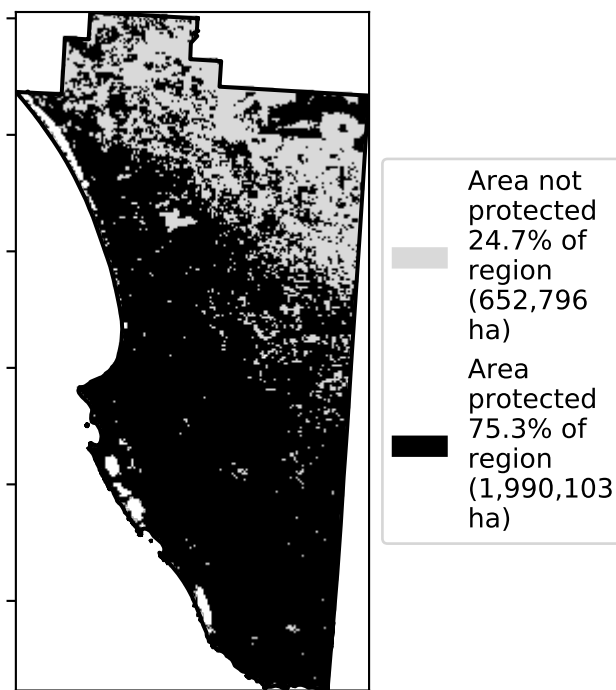 Area not
protected
24.7% of
region
(652,796
ha)
Area
protected
75.3% of
region
(1,990,103
ha)